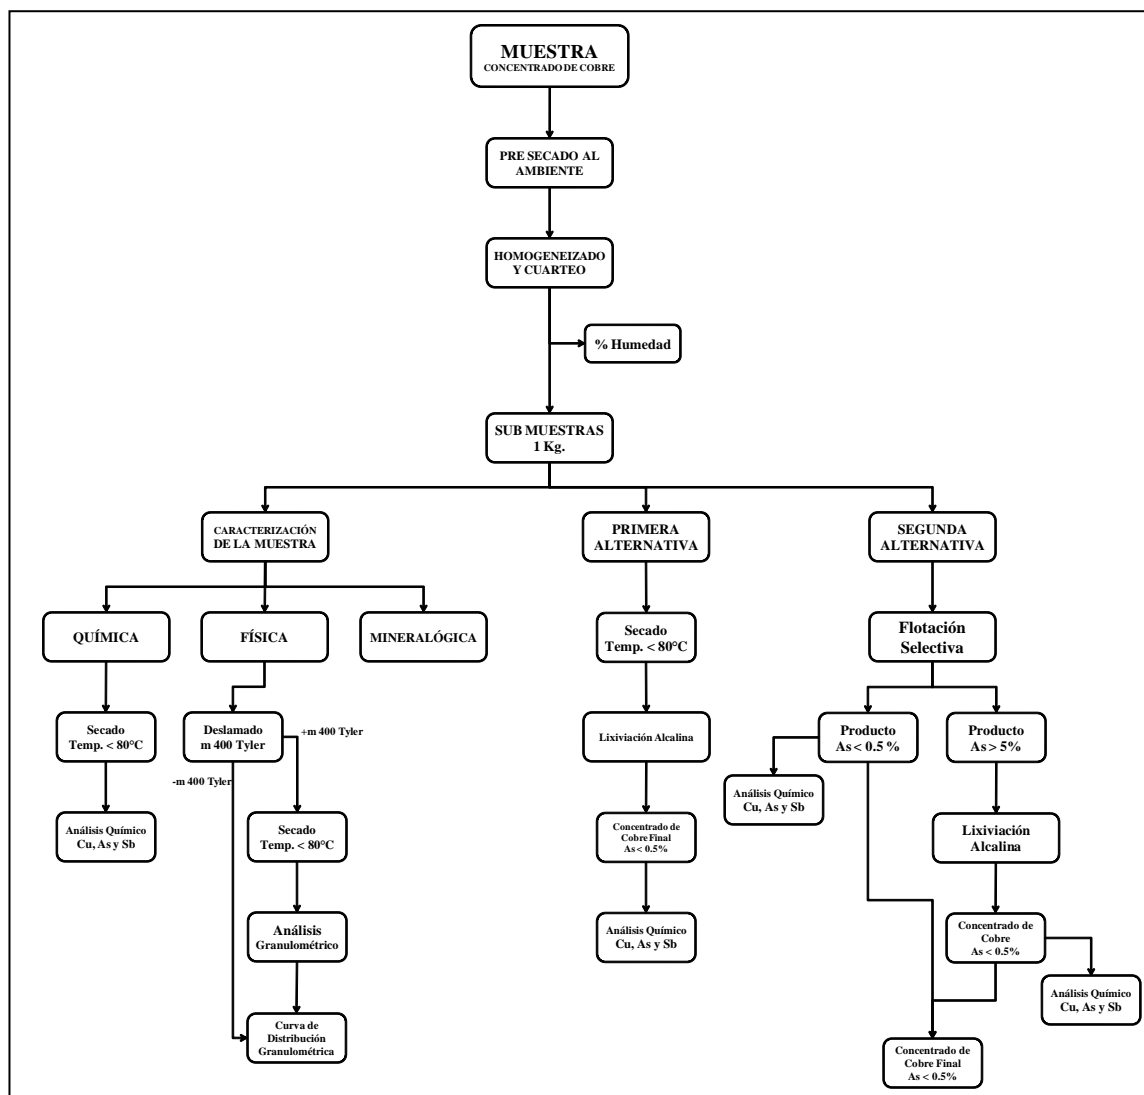 MUESTRA
CONCENTRADO DE COBRE
PRE SECADO AL
AMBIENTE
HOMOGENEIZADO
Y CUARTEO
% Humedad
SUB MUESTRAS
1 Kg.
CARACTERIZACIÓN
DE LA MUESTRA
PRIMERA
ALTERNATIVA
SEGUNDA
ALTERNATIVA
QUÍMICA
FÍSICA
MINERALÓGICA
Secado
Temp. < 80°C
Flotación
Selectiva
Secado
Temp. < 80°C
Deslamado
m 400 Tyler
+m 400 Tyler
-m 400 Tyler
Lixiviación Alcalina
Producto
As < 0.5 %
Producto
As > 5%
Análisis Químico
Cu, As y Sb
Análisis Químico
Cu, As y Sb
Secado
Temp. < 80°C
Concentrado de
Cobre Final
As < 0.5%
Lixiviación
Alcalina
Análisis
Granulométrico
Análisis Químico
Cu, As y Sb
Concentrado de
Cobre
As < 0.5%
Análisis Químico
Cu, As y Sb
Curva de
Distribución
Granulométrica
Concentrado de
Cobre Final
As < 0.5%